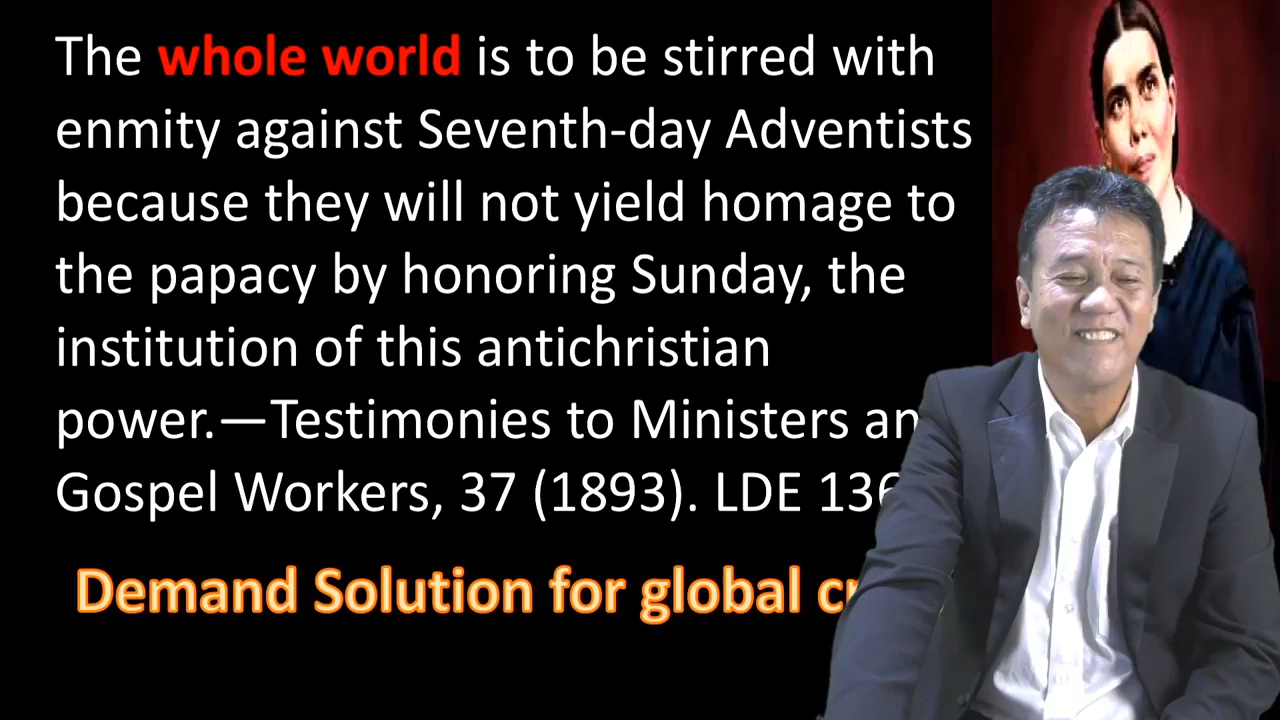 The whole world is to be stirred with
enmity against Seventh-day Adventists
because they will not yield homage to
the papacy by honoring Sunday, the
institution of this antichristian
power.—Testimonies to Ministers an
Gospel Workers, 37 (1893). LDE 136
Demand Solution for global cr